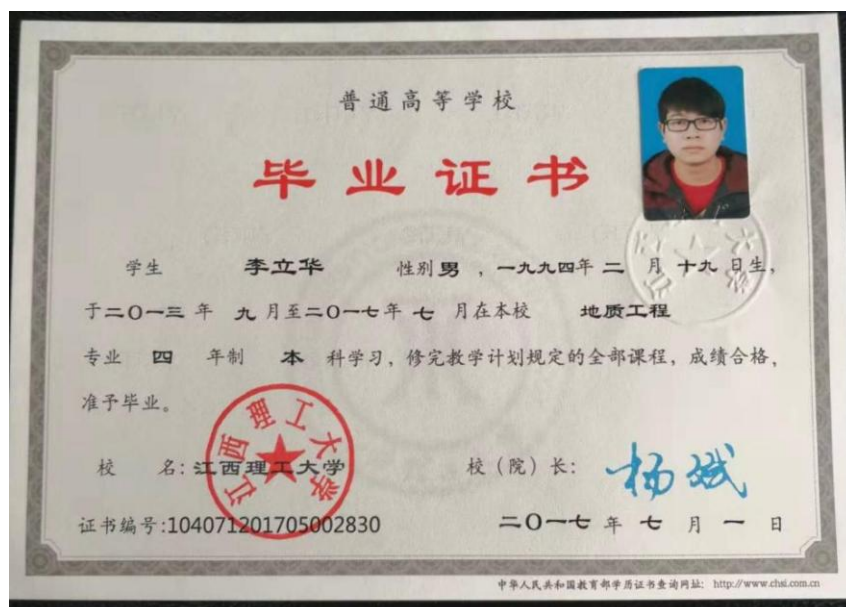 普通高等学校
毕业证书
学生 李立华 性别 男 ，一九九四年 二 月 十九 日生，
于二〇一三 年 九 月至二〇一七年 七 月在本校 地质工程
专业 四 年制 本 科学习，修完教学计划规定的全部课程，成绩合格，
准予毕业。
校 名：江西理工大学 校（院）长：杨斌
江西理工大学
证书编号:104071201705002830 二〇一七 年 七 月 一 日
中华人民共和国教育部学历证书查询网址： http://www.chsi.com.cn